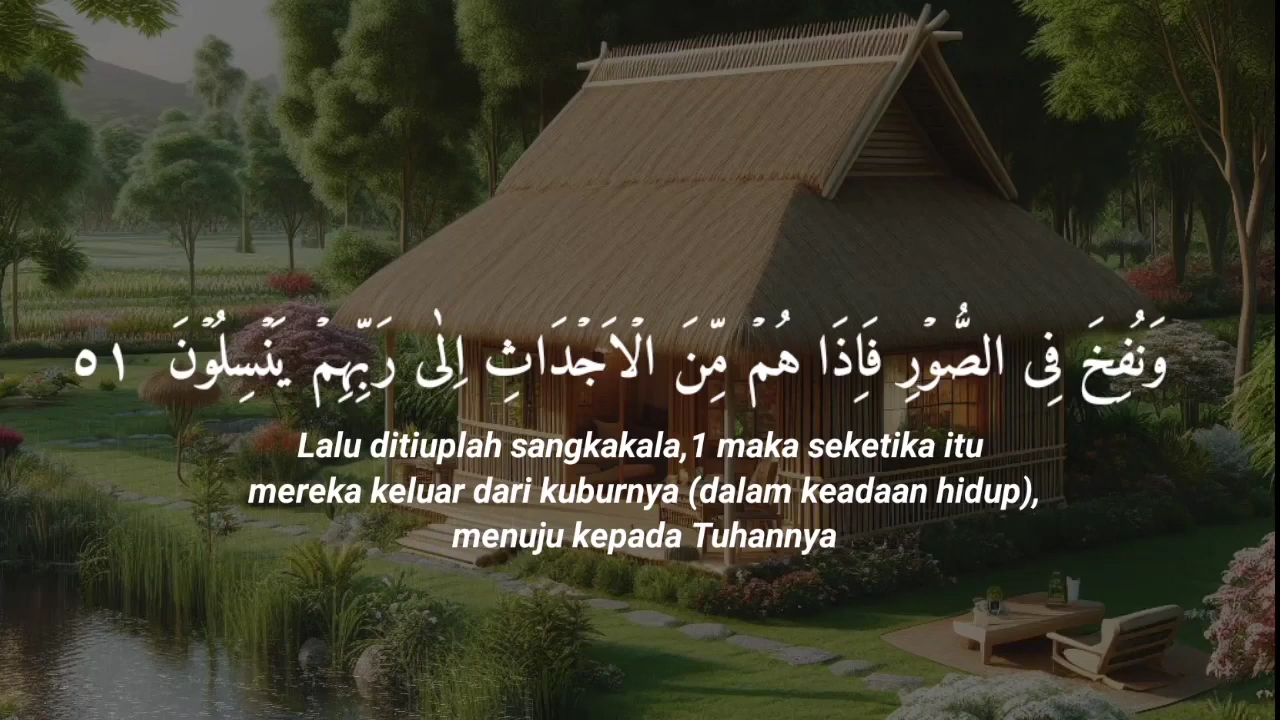 وَنُفِخَ فِى الصُّوْرِ فَاِذَا هُمْ مِّنَ الْاَجْدَاثِ اِلٰى رَبِّهِمْ يَنْسِلُوْنَ ٥١
Lalu ditiuplah sangkakala,1 maka seketika itu
mereka keluar dari kuburnya (dalam keadaan hidup),
menuju kepada Tuhannya